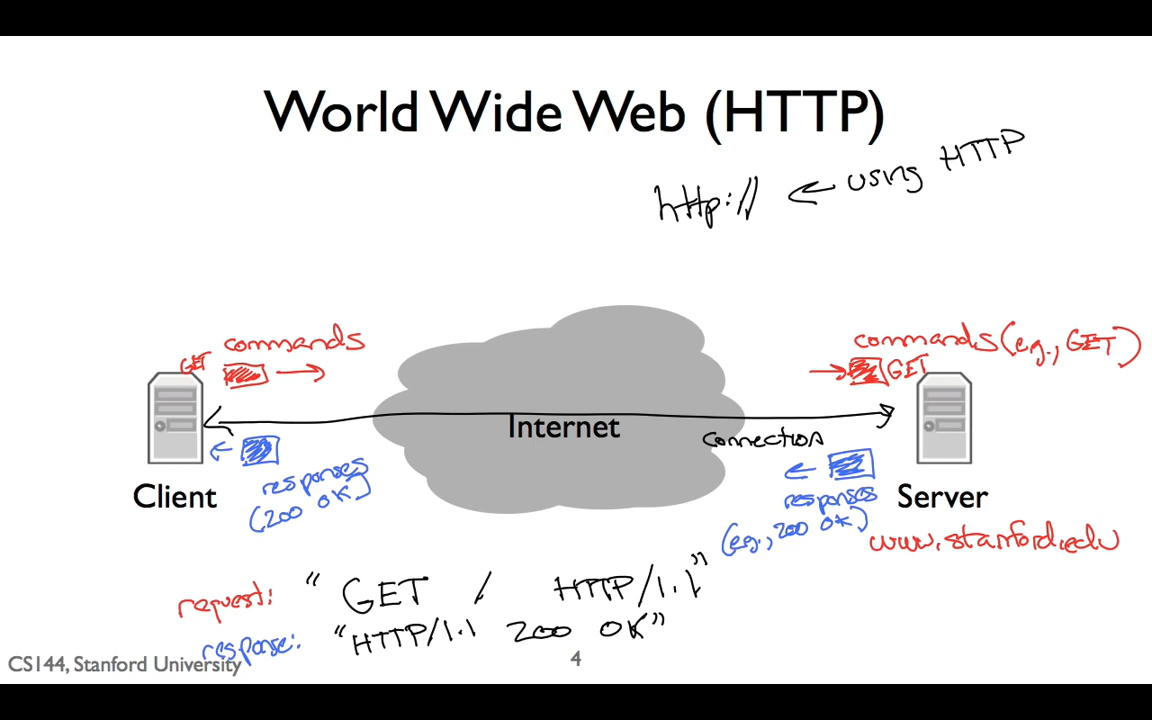 World Wide Web (HTTP)
http:// ← using HTTP
GET commands
commands (e.g., GET)
GET
Internet
connection
responses
(200 OK)
responses
(e.g., 200 OK)
Client
Server
www.stanford.edu
request: "GET / HTTP/1.1"
response: "HTTP/1.1 200 OK"
CS144, Stanford University
4